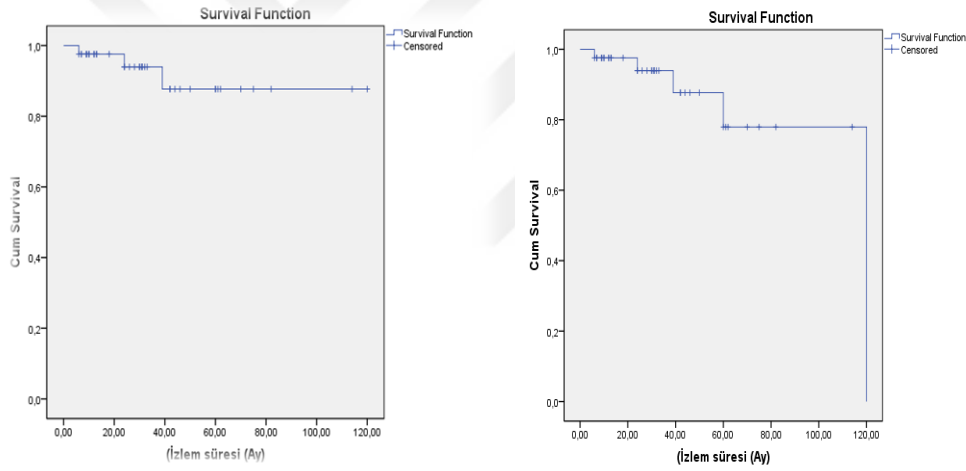 Survival Function
Survival Function
Censored
Cum Survival
1,0
0,8
0,6
0,4
0,2
0,0
0,00 20,00 40,00 60,00 80,00 100,00 120,00
(İzlem süresi (Ay)
Survival Function
Survival Function
Censored
Cum Survival
1,0
0,8
0,6
0,4
0,2
0,0
0,00 20,00 40,00 60,00 80,00 100,00 120,00
(İzlem süresi (Ay)